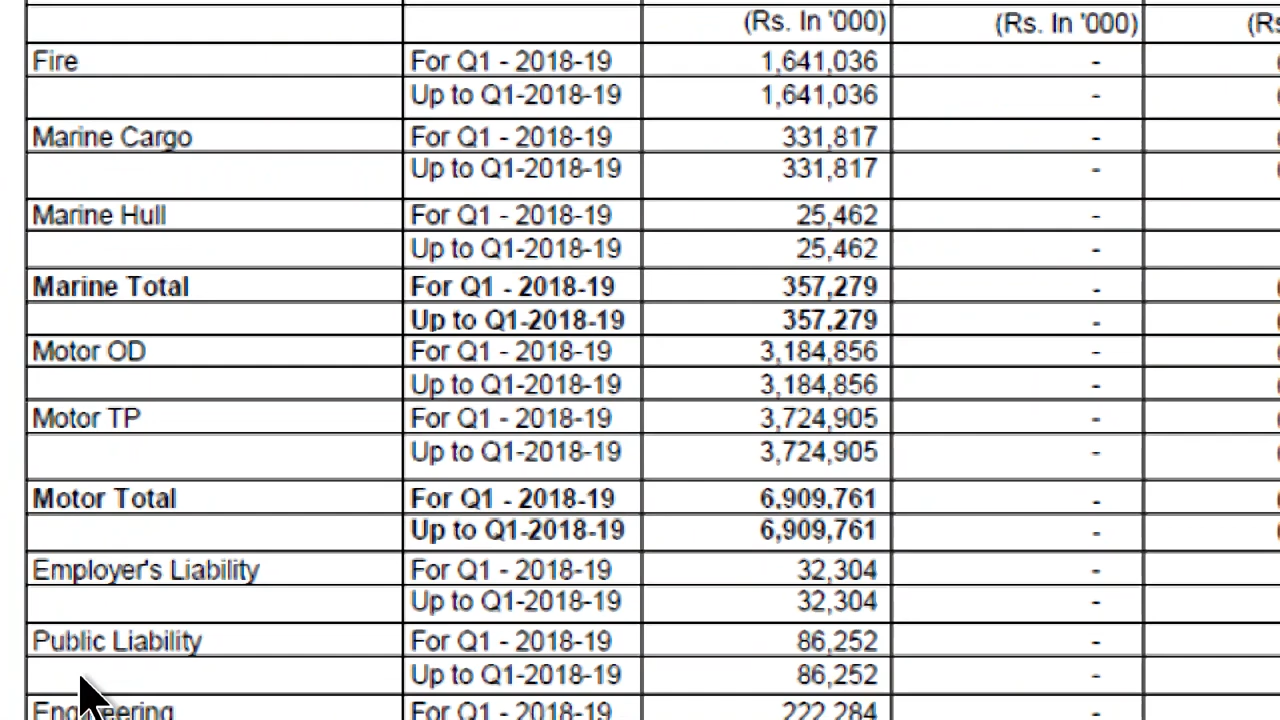 (Rs. In '000) (Rs. In '000)
Fire For Q1 - 2018-19 1,641,036 -
Up to Q1-2018-19 1,641,036 -
Marine Cargo For Q1 - 2018-19 331,817 -
Up to Q1-2018-19 331,817 -
Marine Hull For Q1 - 2018-19 25,462 -
Up to Q1-2018-19 25,462 -
Marine Total For Q1 - 2018-19 357,279 -
Up to Q1-2018-19 357,279 -
Motor OD For Q1 - 2018-19 3,184,856 -
Up to Q1-2018-19 3,184,856 -
Motor TP For Q1 - 2018-19 3,724,905 -
Up to Q1-2018-19 3,724,905 -
Motor Total For Q1 - 2018-19 6,909,761 -
Up to Q1-2018-19 6,909,761 -
Employer's Liability For Q1 - 2018-19 32,304 -
Up to Q1-2018-19 32,304 -
Public Liability For Q1 - 2018-19 86,252 -
Up to Q1-2018-19 86,252 -
Engineering For Q1 - 2018-19 222,284 -